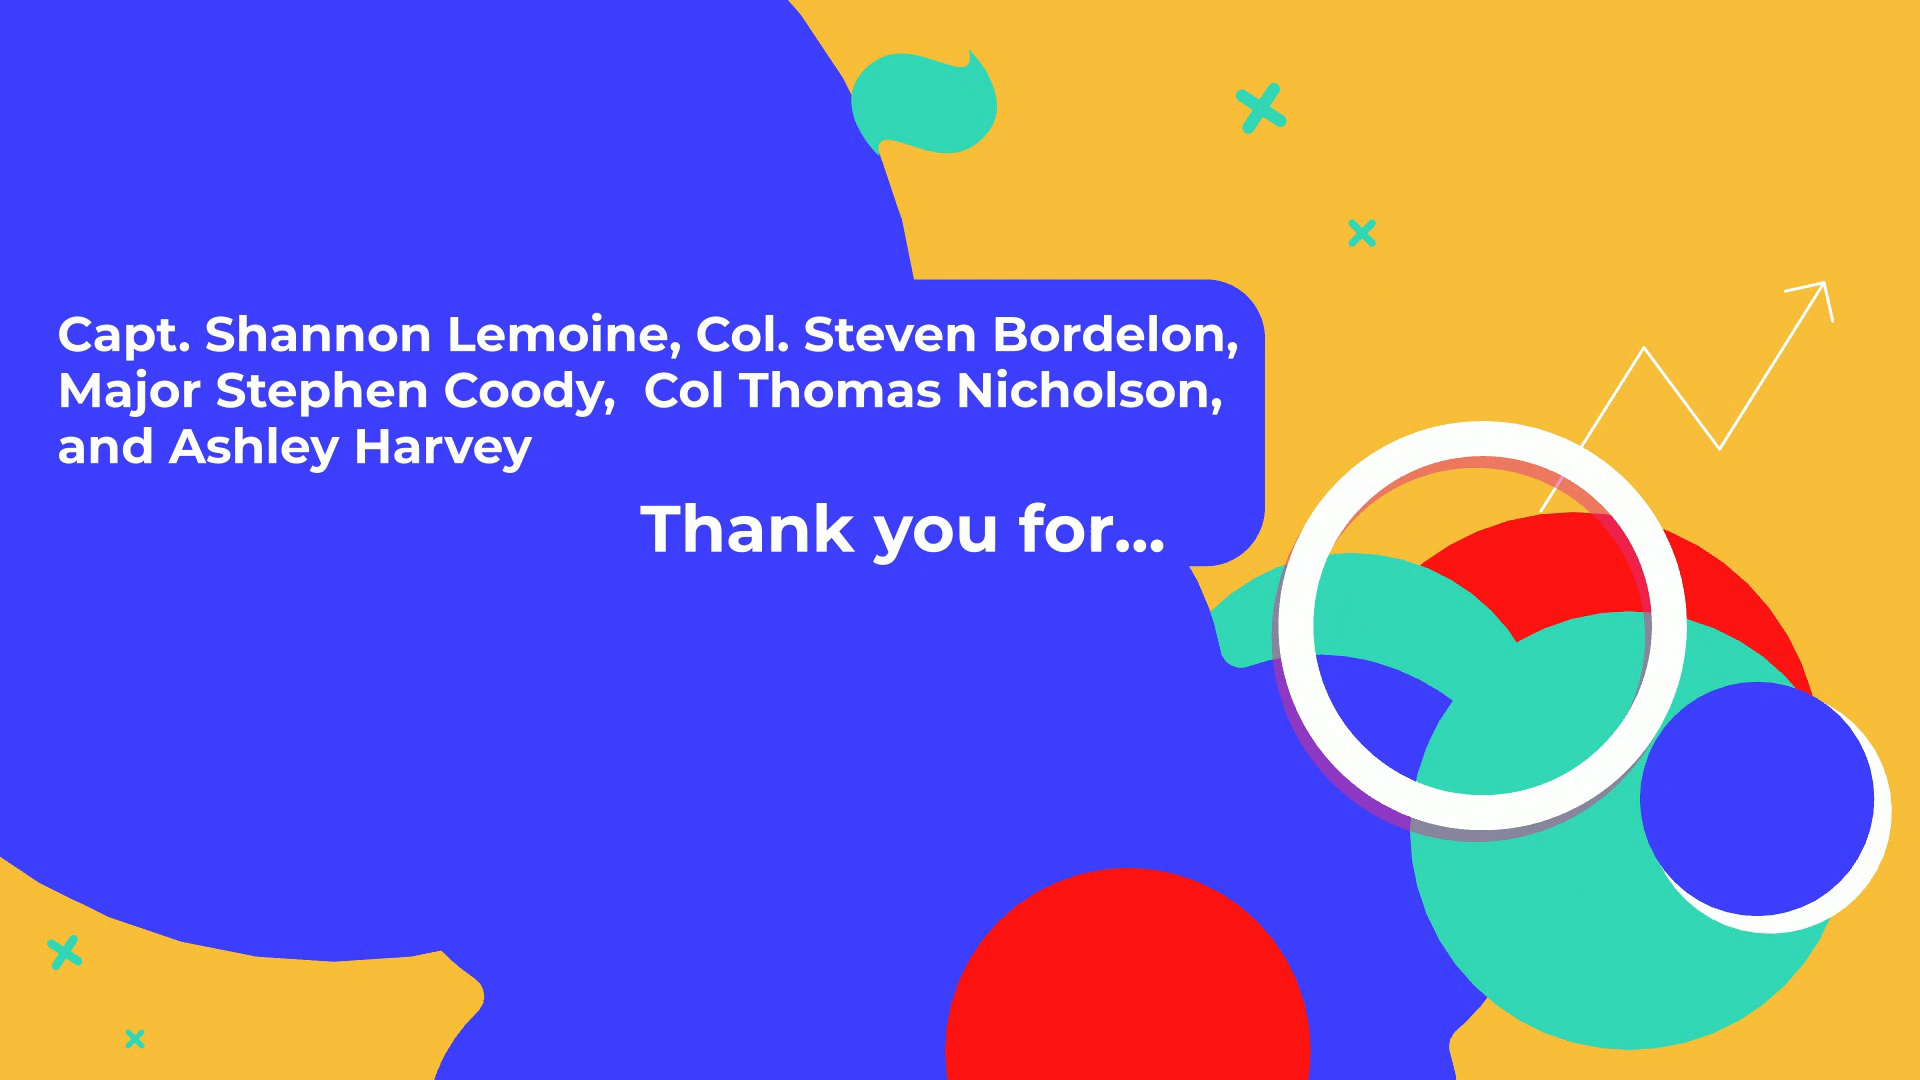 Capt. Shannon Lemoine, Col. Steven Bordelon,
Major Stephen Coody,  Col Thomas Nicholson,
and Ashley Harvey
Thank you for...